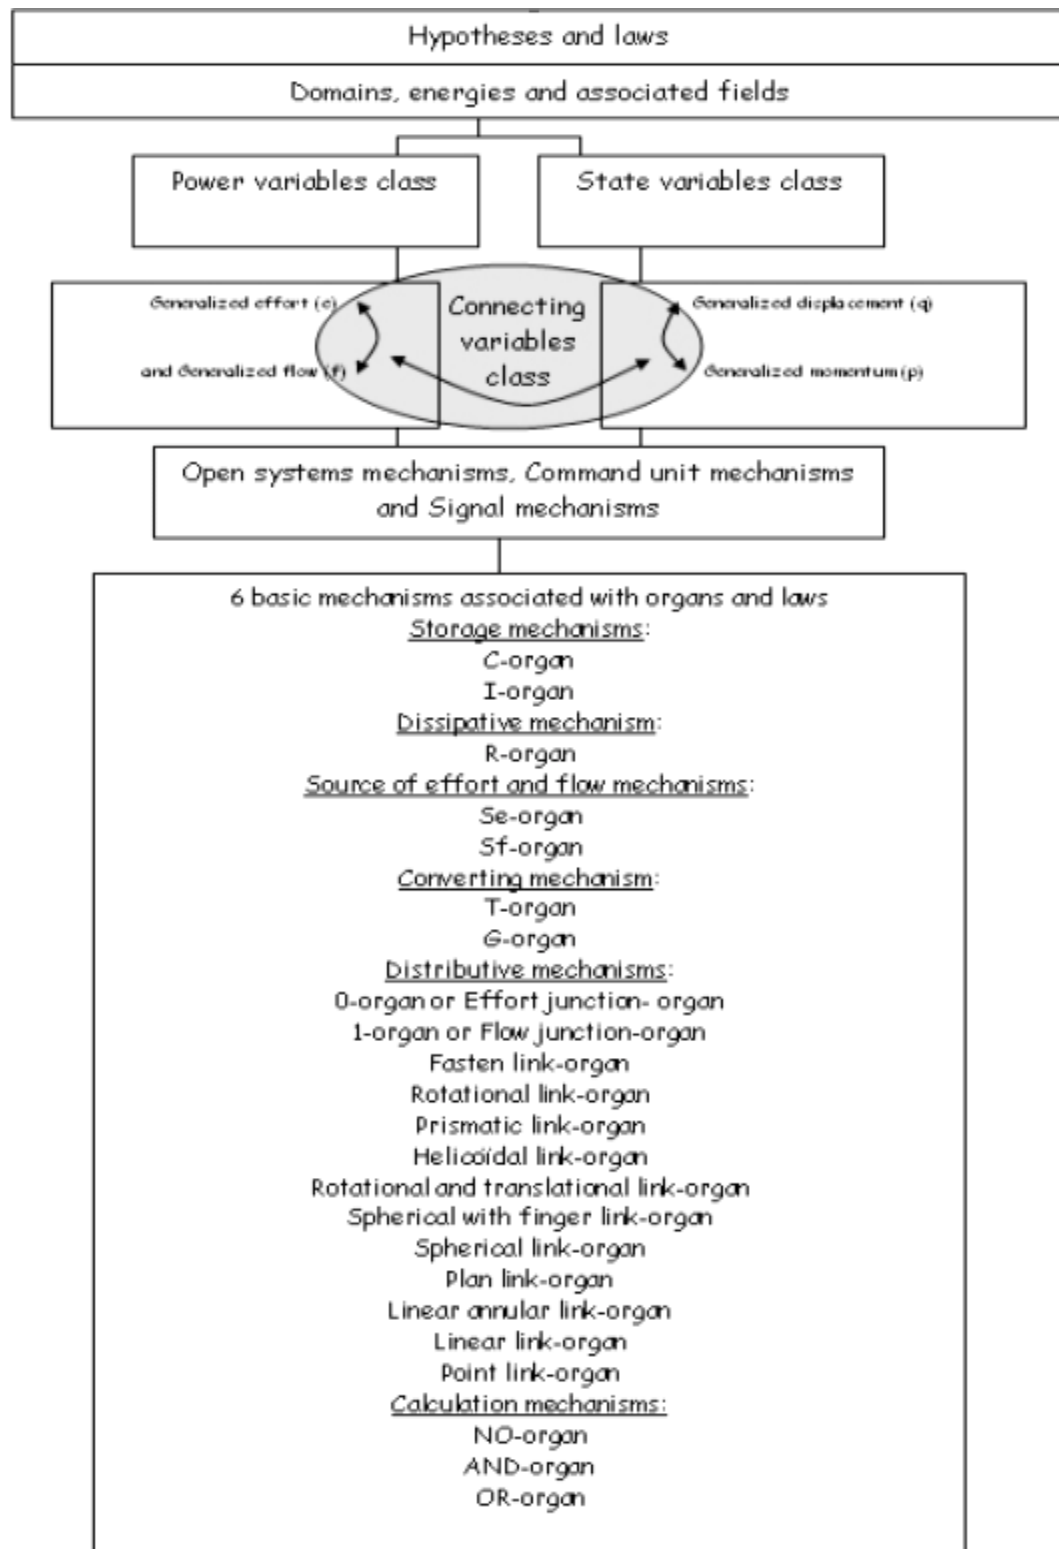 Hypotheses and laws
Domains, energies and associated fields
Power variables class
State variables class
Generalized effort (e)
and Generalized flow (f)
Connecting
variables
class
Generalized displacement (q)
Generalized momentum (p)
Open systems mechanisms, Command unit mechanisms
and Signal mechanisms
6 basic mechanisms associated with organs and laws
Storage mechanisms:
C-organ
I-organ
Dissipative mechanism:
R-organ
Source of effort and flow mechanisms:
Se-organ
Sf-organ
Converting mechanism:
T-organ
G-organ
Distributive mechanisms:
0-organ or Effort junction- organ
1-organ or Flow junction-organ
Fasten link-organ
Rotational link-organ
Prismatic link-organ
Helicoïdal link-organ
Rotational and translational link-organ
Spherical with finger link-organ
Spherical link-organ
Plan link-organ
Linear annular link-organ
Linear link-organ
Point link-organ
Calculation mechanisms:
NO-organ
AND-organ
OR-organ